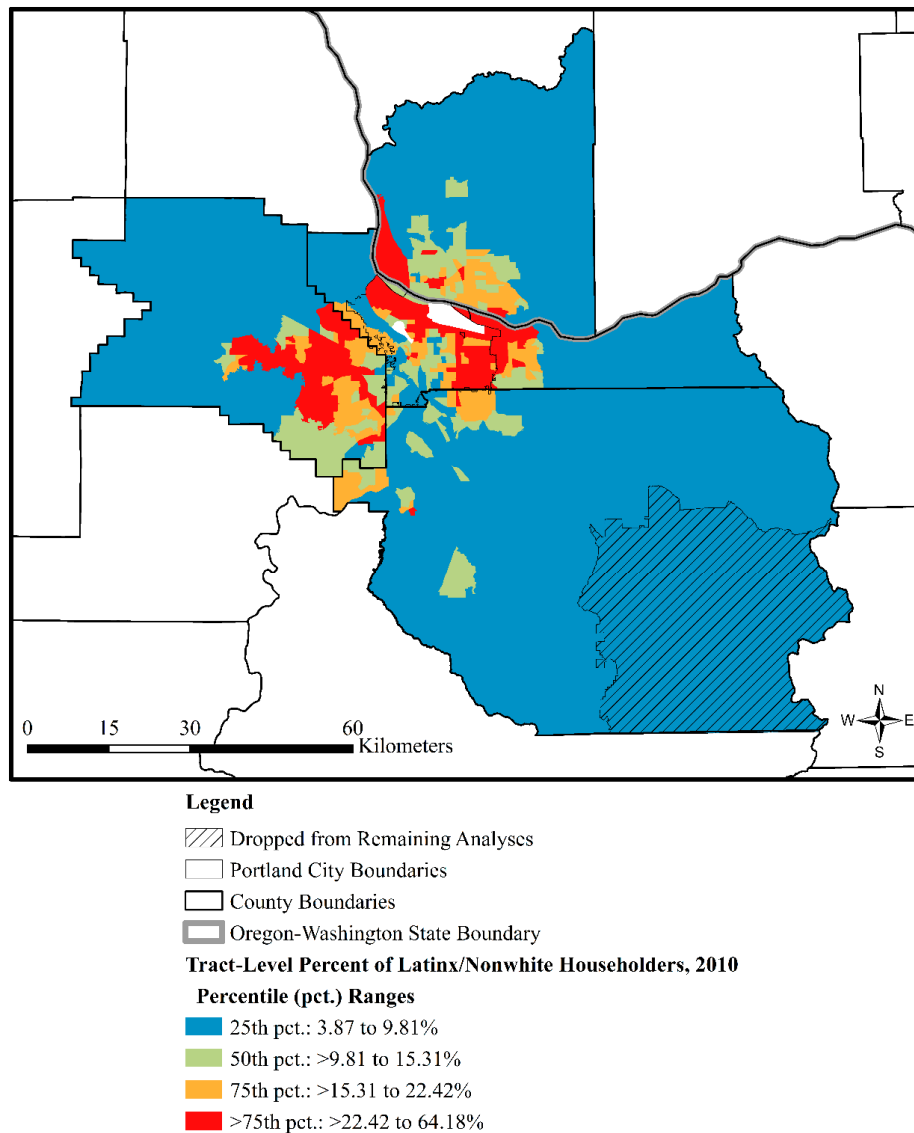 N
W E
S
0 15 30 60
Kilometers
Legend
Dropped from Remaining Analyses
Portland City Boundaries
County Boundaries
Oregon-Washington State Boundary
Tract-Level Percent of Latinx/Nonwhite Householders, 2010
Percentile (pct.) Ranges
25th pct.: 3.87 to 9.81%
50th pct.: >9.81 to 15.31%
75th pct.: >15.31 to 22.42%
>75th pct.: >22.42 to 64.18%